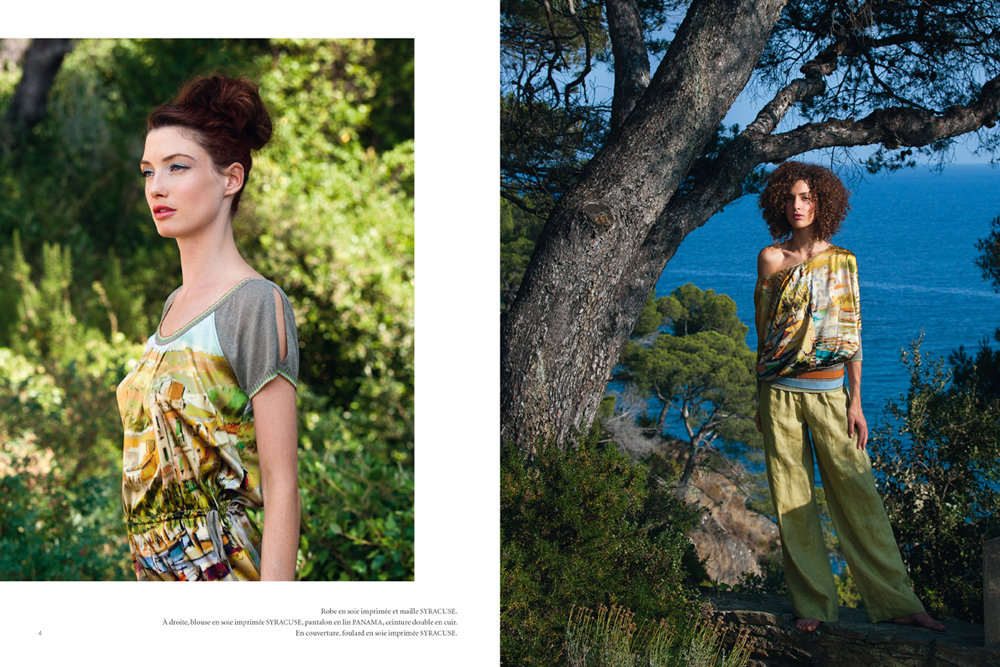 Robe en soie imprimée et maille SYRACUSE.
À droite, blouse en soie imprimée SYRACUSE, pantalon en lin PANAMA, ceinture double en cuir.
En couverture, foulard en soie imprimée SYRACUSE.
4